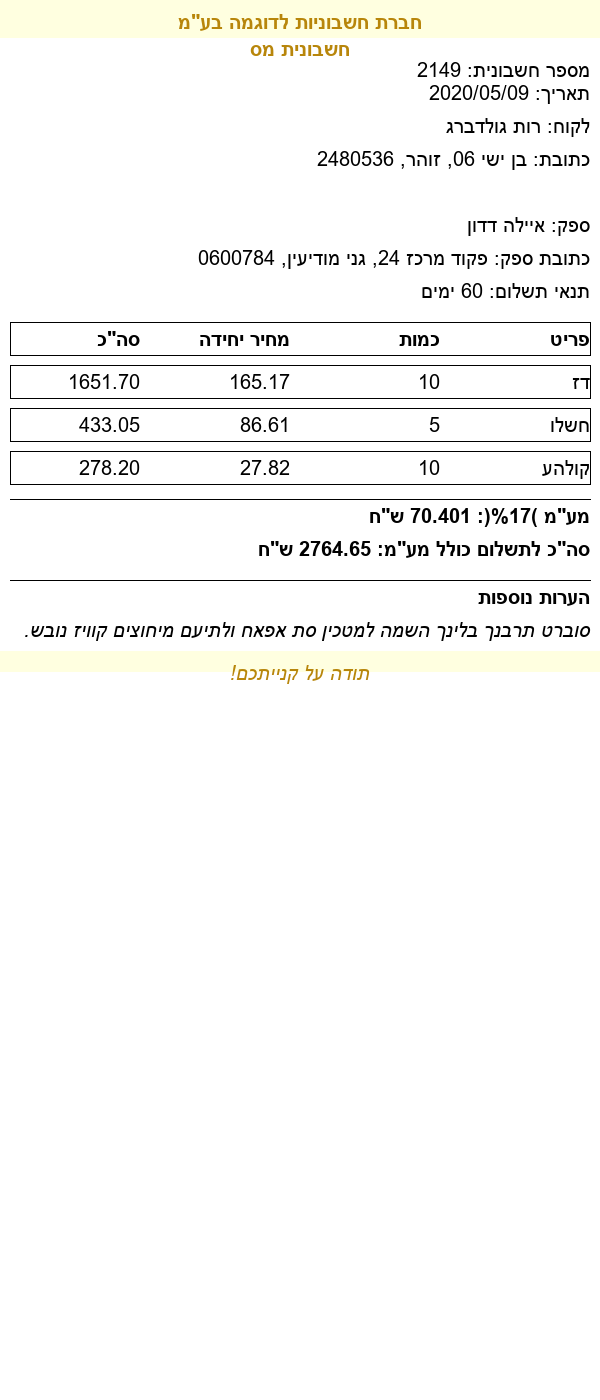 חברת חשבוניות לדוגמה בע"מ
חשבונית מס
מספר חשבונית: 2149
תאריך: 2020/05/09
לקוח: רות גולדברג
כתובת: בן ישי 06, זוהר, 2480536
ספק: איילה דדון
כתובת ספק: פקוד מרכז 24, גני מודיעין, 0600784
תנאי תשלום: 60 ימים
פריט כמות מחיר יחידה סה"כ
דז 10 165.17 1651.70
חשלו 5 86.61 433.05
קולהע 10 27.82 278.20
מע"מ )17%(: 70.401 ש"ח
סה"כ לתשלום כולל מע"מ: 2764.65 ש"ח
הערות נוספות
סוברט תרבנך בלינך השמה למטכין סת אפאח ולתיעם מיחוצים קוויז נובש.
תודה על קנייתכם!